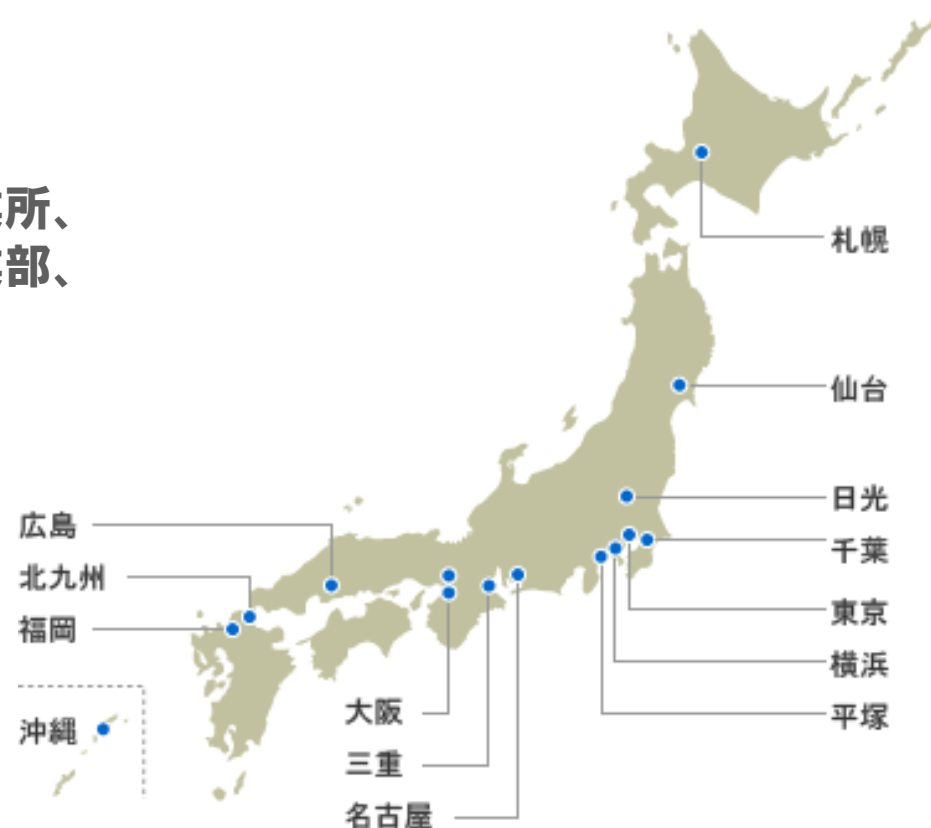 所、
部、
札幌
仙台
日光
千葉
東京
横浜
平塚
広島
北九州
福岡
沖縄
大阪
三重
名古屋